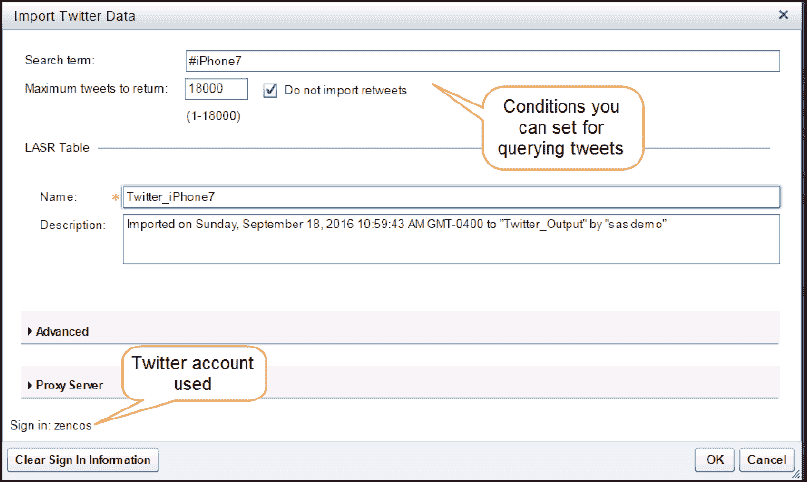 Import Twitter Data
Search term:
#iPhone7
Maximum tweets to return:
18000
Do not import retweets
(1-18000)
Conditions you
can set for
querying tweets
LASR Table
Name:
* Twitter_iPhone7
Description:
Imported on Sunday, September 18, 2016 10:59:43 AM GMT-0400 to "Twitter_Output" by "sasdemo"
Advanced
Twitter account
used
Proxy Server
Sign in: zencos
Clear Sign In Information
OK
Cancel